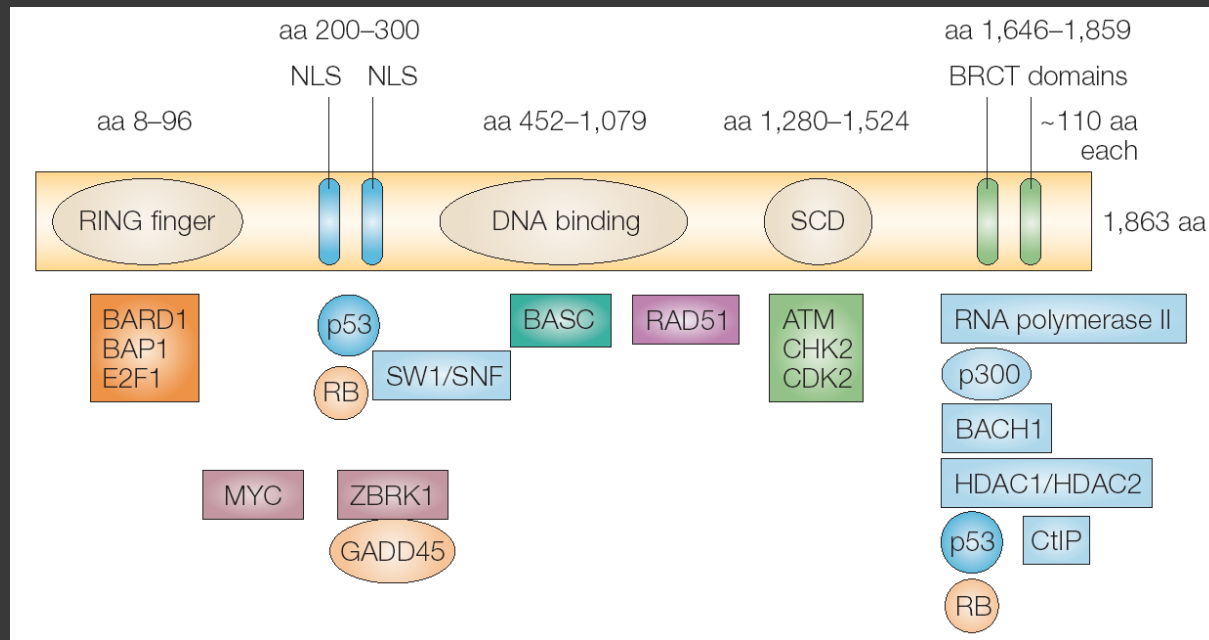 aa 200–300
aa 1,646–1,859
NLS NLS
BRCT domains
aa 8–96
aa 452–1,079
aa 1,280–1,524
~110 aa
each
RING finger
DNA binding
SCD
1,863 aa
BARD1
BAP1
E2F1
p53
RB
SW1/SNF
BASC
RAD51
ATM
CHK2
CDK2
RNA polymerase II
p300
BACH1
HDAC1/HDAC2
p53
CtIP
RB
MYC
ZBRK1
GADD45